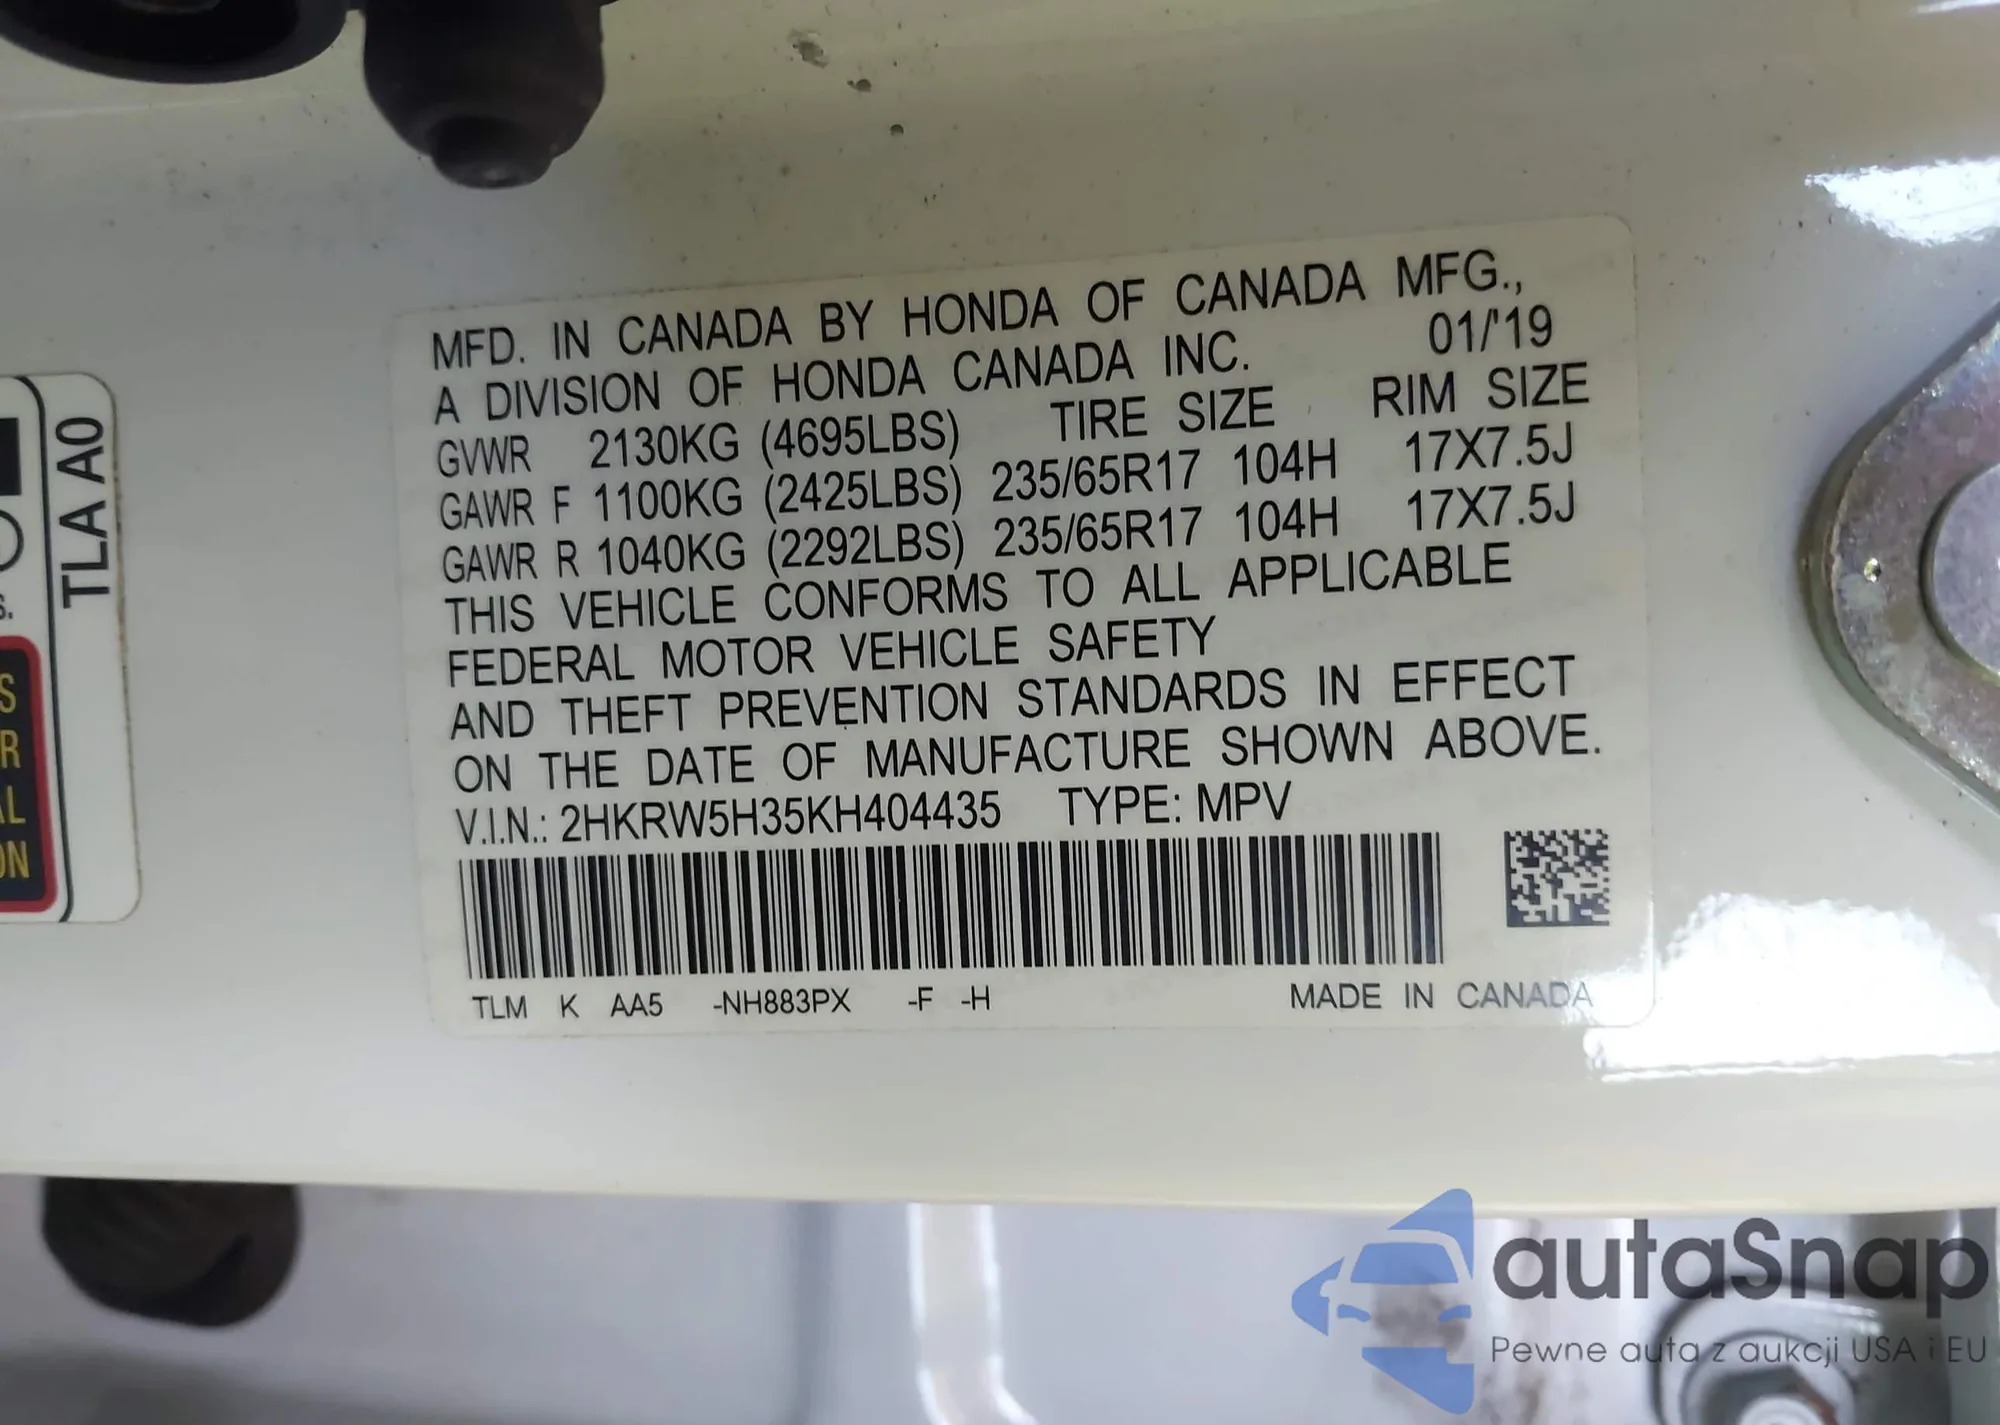 MFD. IN CANADA BY HONDA OF CANADA MFG.,
A DIVISION OF HONDA CANADA INC. 01/'19
GVWR 2130KG (4695LBS) TIRE SIZE RIM SIZE
GAWR F 1100KG (2425LBS) 235/65R17 104H 17X7.5J
GAWR R 1040KG (2292LBS) 235/65R17 104H 17X7.5J
THIS VEHICLE CONFORMS TO ALL APPLICABLE
FEDERAL MOTOR VEHICLE SAFETY
AND THEFT PREVENTION STANDARDS IN EFFECT
ON THE DATE OF MANUFACTURE SHOWN ABOVE.
V.I.N.: 2HKRW5H35KH404435 TYPE: MPV
TLM K AA5 -NH883PX -F -H MADE IN CANADA
TLA A0
autaSnap
Pewne auta z aukcji USA i EU